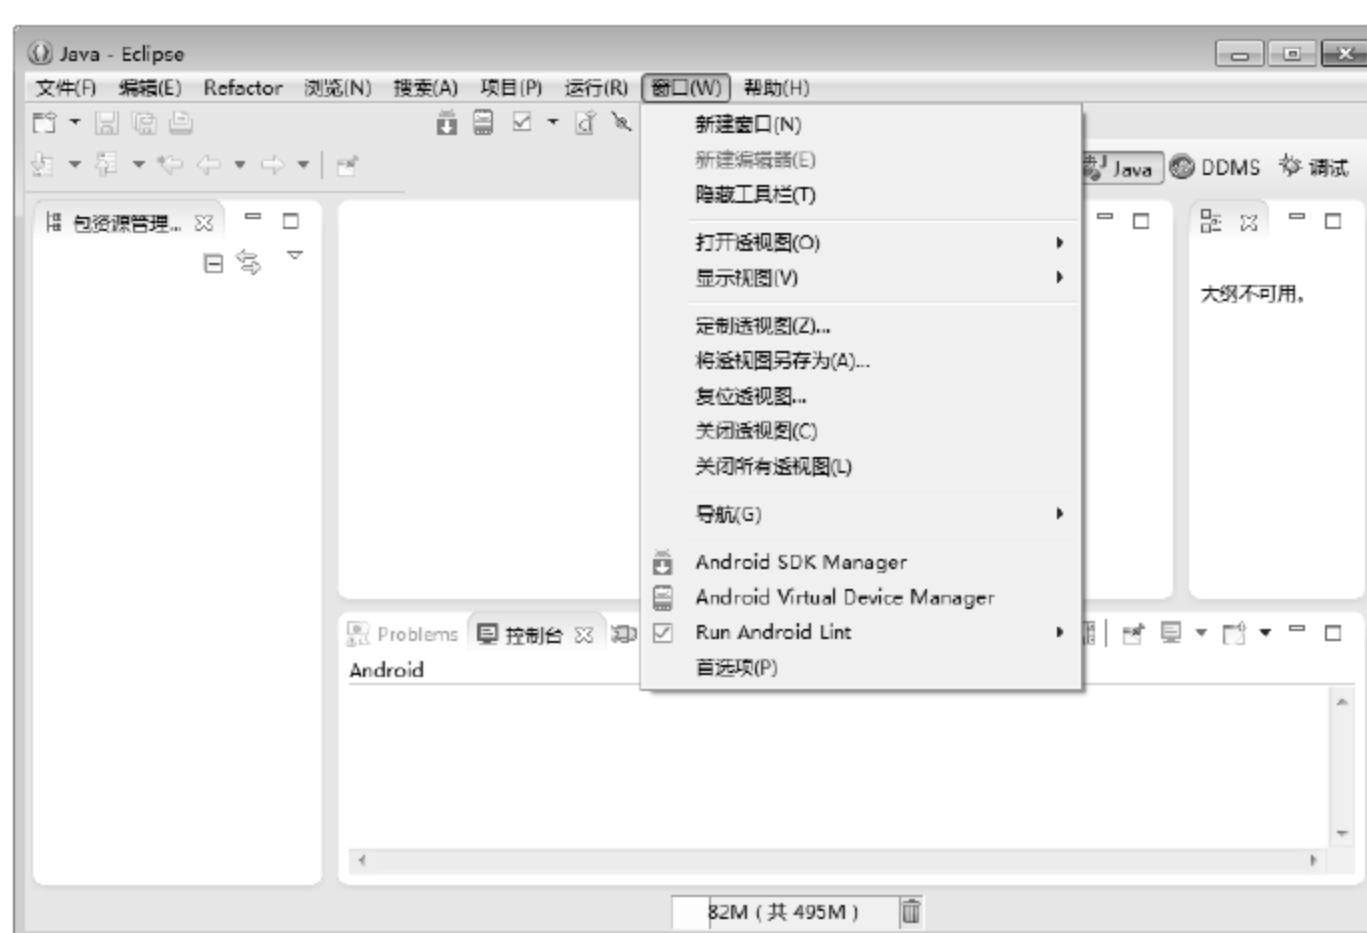 Java - Eclipse
文件(F) 编辑(E) Refactor 浏览(N) 搜索(A) 项目(P) 运行(R) 窗口(W) 帮助(H)
新建窗口(N)
新建编辑器(E)
隐藏工具栏(T)
打开透视图(O)
显示视图(V)
定制透视图(Z)...
将透视图另存为(A)...
复位透视图...
关闭透视图(C)
关闭所有透视图(L)
导航(G)
Android SDK Manager
Android Virtual Device Manager
Run Android Lint
首选项(P)
Java DDMS 调试
包资源管理...
大纲不可用。
Problems 控制台
Android
82M ( 共 495M )